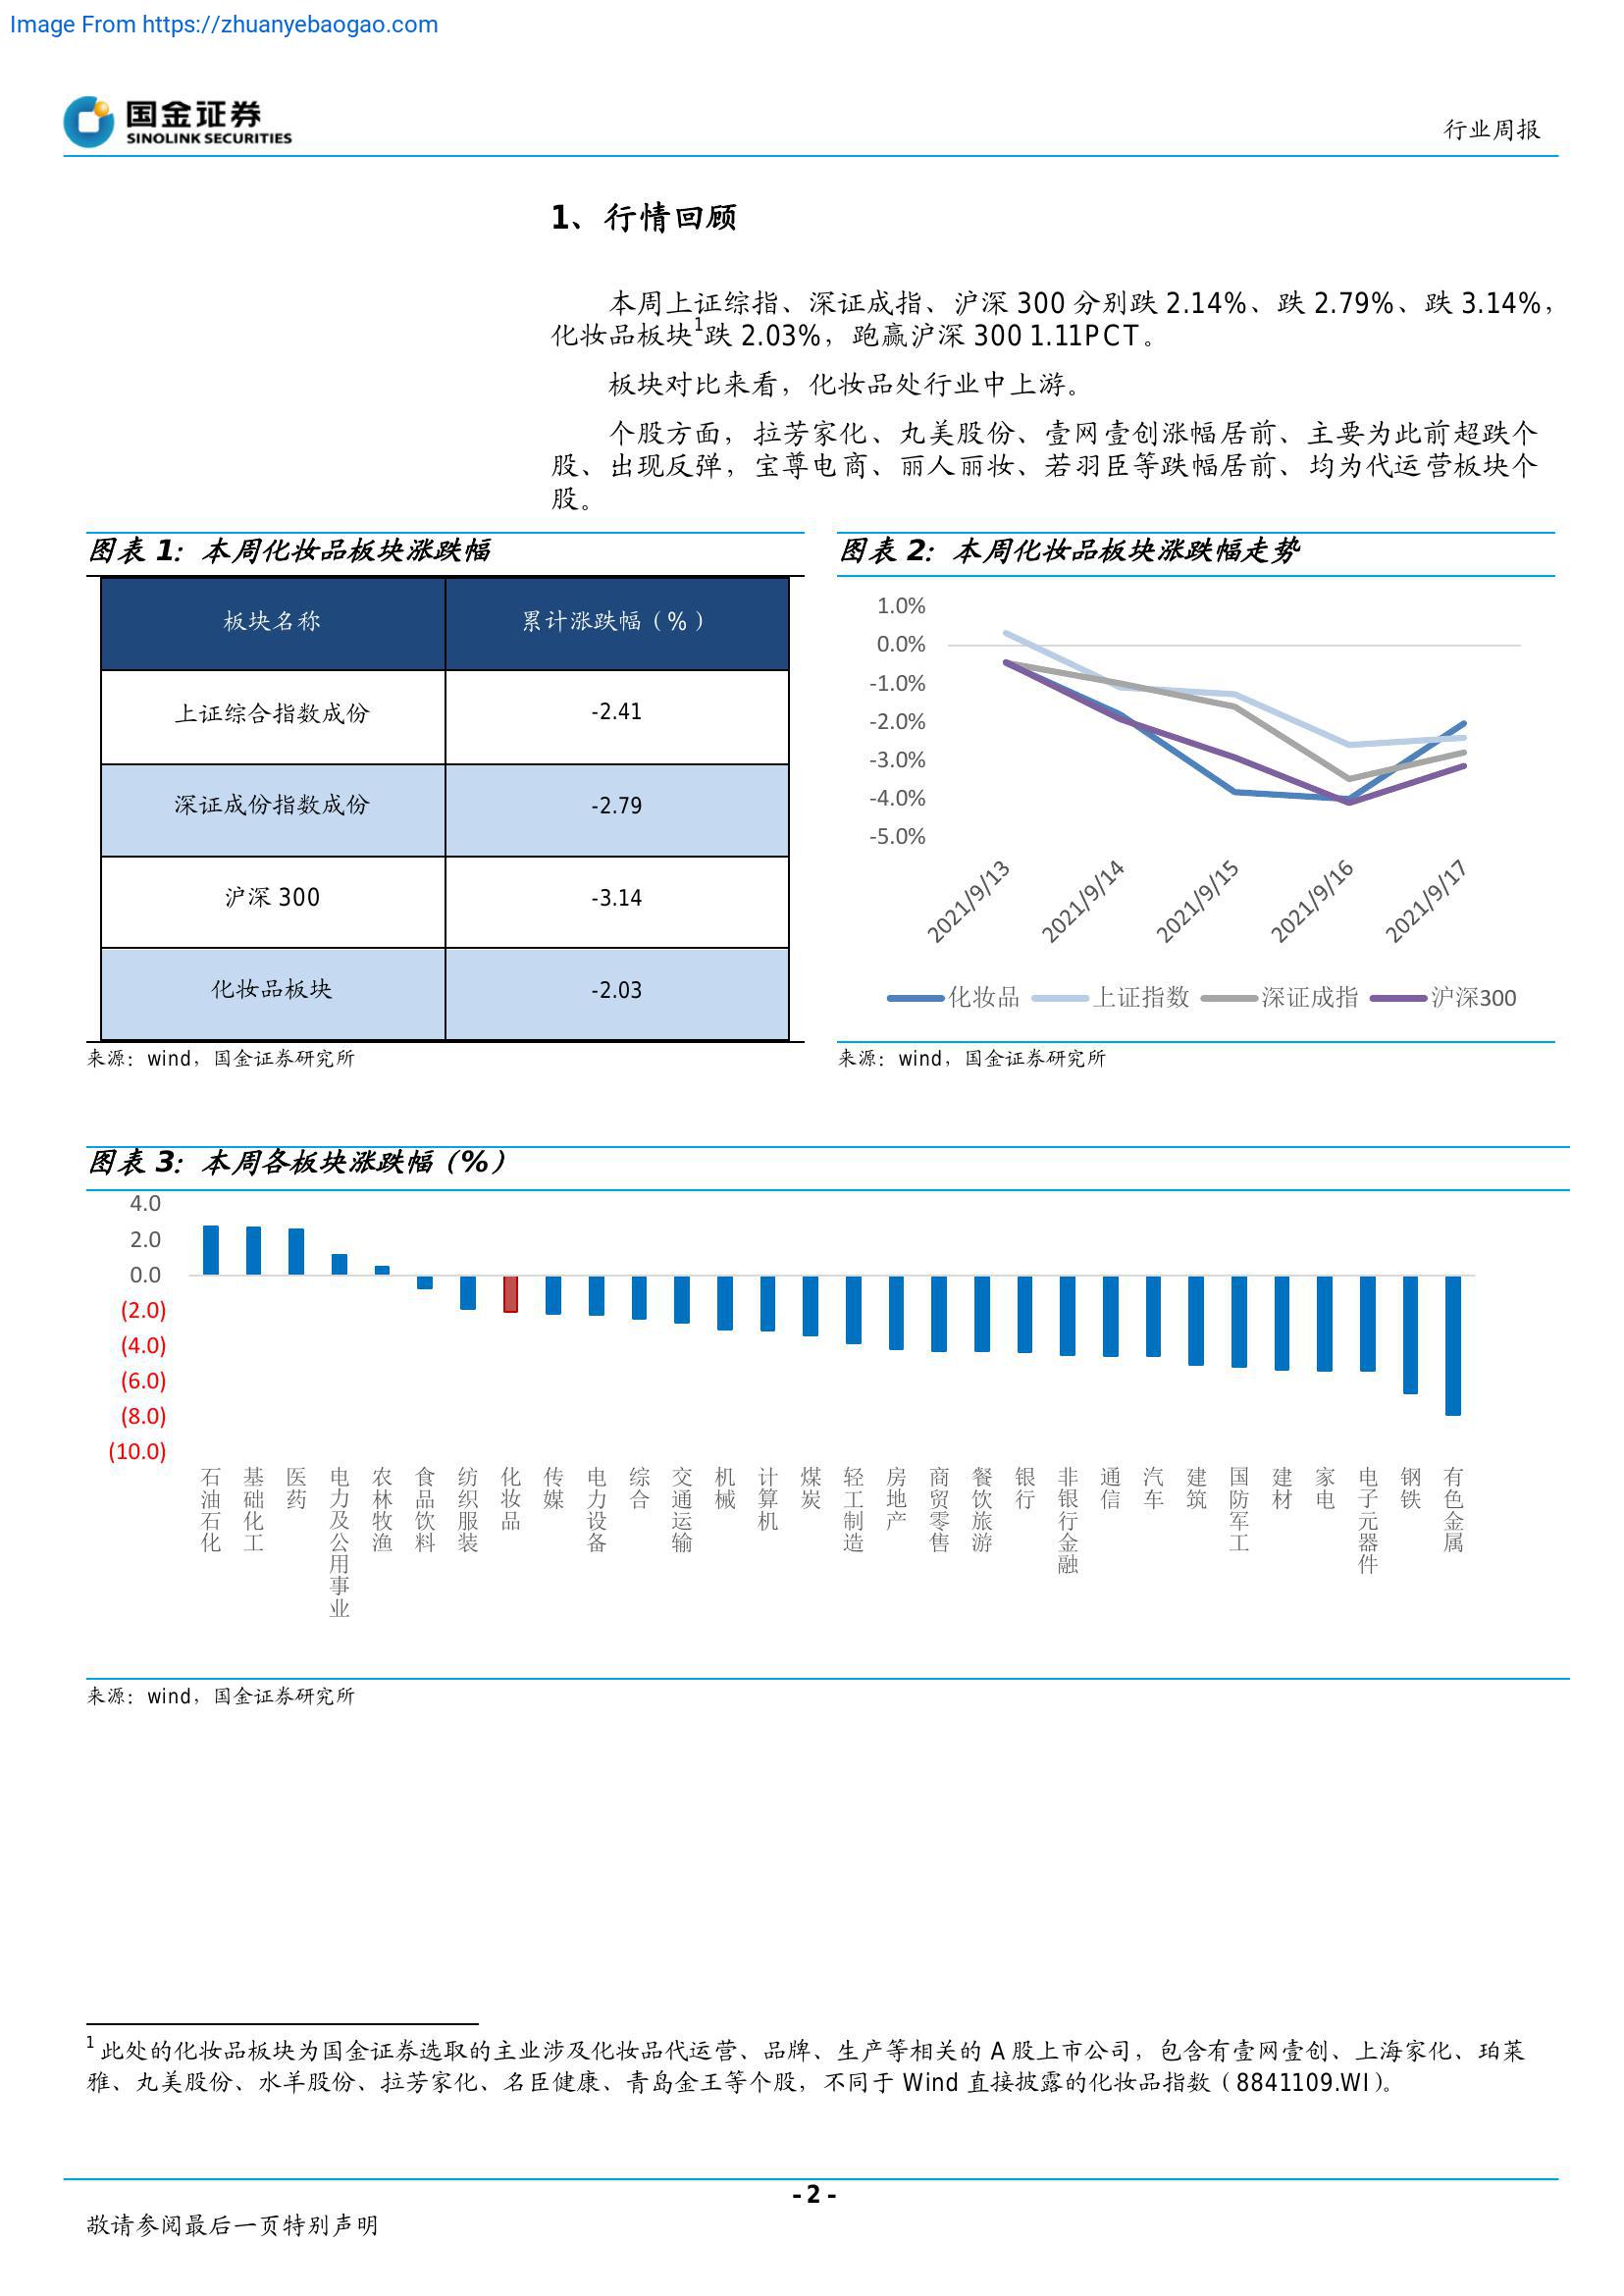 Image From https://zhuanyebaogao.com
国金证券
SINOLINK SECURITIES
行业周报
1、行情回顾
本周上证综指、深证成指、沪深 300 分别跌 2.14%、跌 2.79%、跌 3.14%，
化妆品板块1跌 2.03%，跑赢沪深 300 1.11PCT。
板块对比来看，化妆品处行业中上游。
个股方面，拉芳家化、丸美股份、壹网壹创涨幅居前、主要为此前超跌个
股、出现反弹，宝尊电商、丽人丽妆、若羽臣等跌幅居前、均为代运营板块个
股。
图表 1：本周化妆品板块涨跌幅
板块名称 累计涨跌幅（%）
上证综合指数成份 -2.41
深证成份指数成份 -2.79
沪深 300 -3.14
化妆品板块 -2.03
来源：wind，国金证券研究所
图表 2：本周化妆品板块涨跌幅走势
1.0%
0.0%
-1.0%
-2.0%
-3.0%
-4.0%
-5.0%
2021/9/13 2021/9/14 2021/9/15 2021/9/16 2021/9/17
化妆品 上证指数 深证成指 沪深300
来源：wind，国金证券研究所
图表 3：本周各板块涨跌幅（%）
4.0
2.0
0.0
(2.0)
(4.0)
(6.0)
(8.0)
(10.0)
石油石化 基础化工 医药 电力及公用事业 农林牧渔 食品饮料 纺织服装 化妆品 传媒 电力设备 综合 交通运输 机械 计算机 煤炭 轻工制造 房地产 商贸零售 餐饮旅游 银行 非银行金融 通信 汽车 建筑 国防军工 建材 家电 电子元器件 钢铁 有色金属
来源：wind，国金证券研究所
1 此处的化妆品板块为国金证券选取的主业涉及化妆品代运营、品牌、生产等相关的 A 股上市公司，包含有壹网壹创、上海家化、珀莱
雅、丸美股份、水羊股份、拉芳家化、名臣健康、青岛金王等个股，不同于 Wind 直接披露的化妆品指数（8841109.WI）。
- 2 -
敬请参阅最后一页特别声明